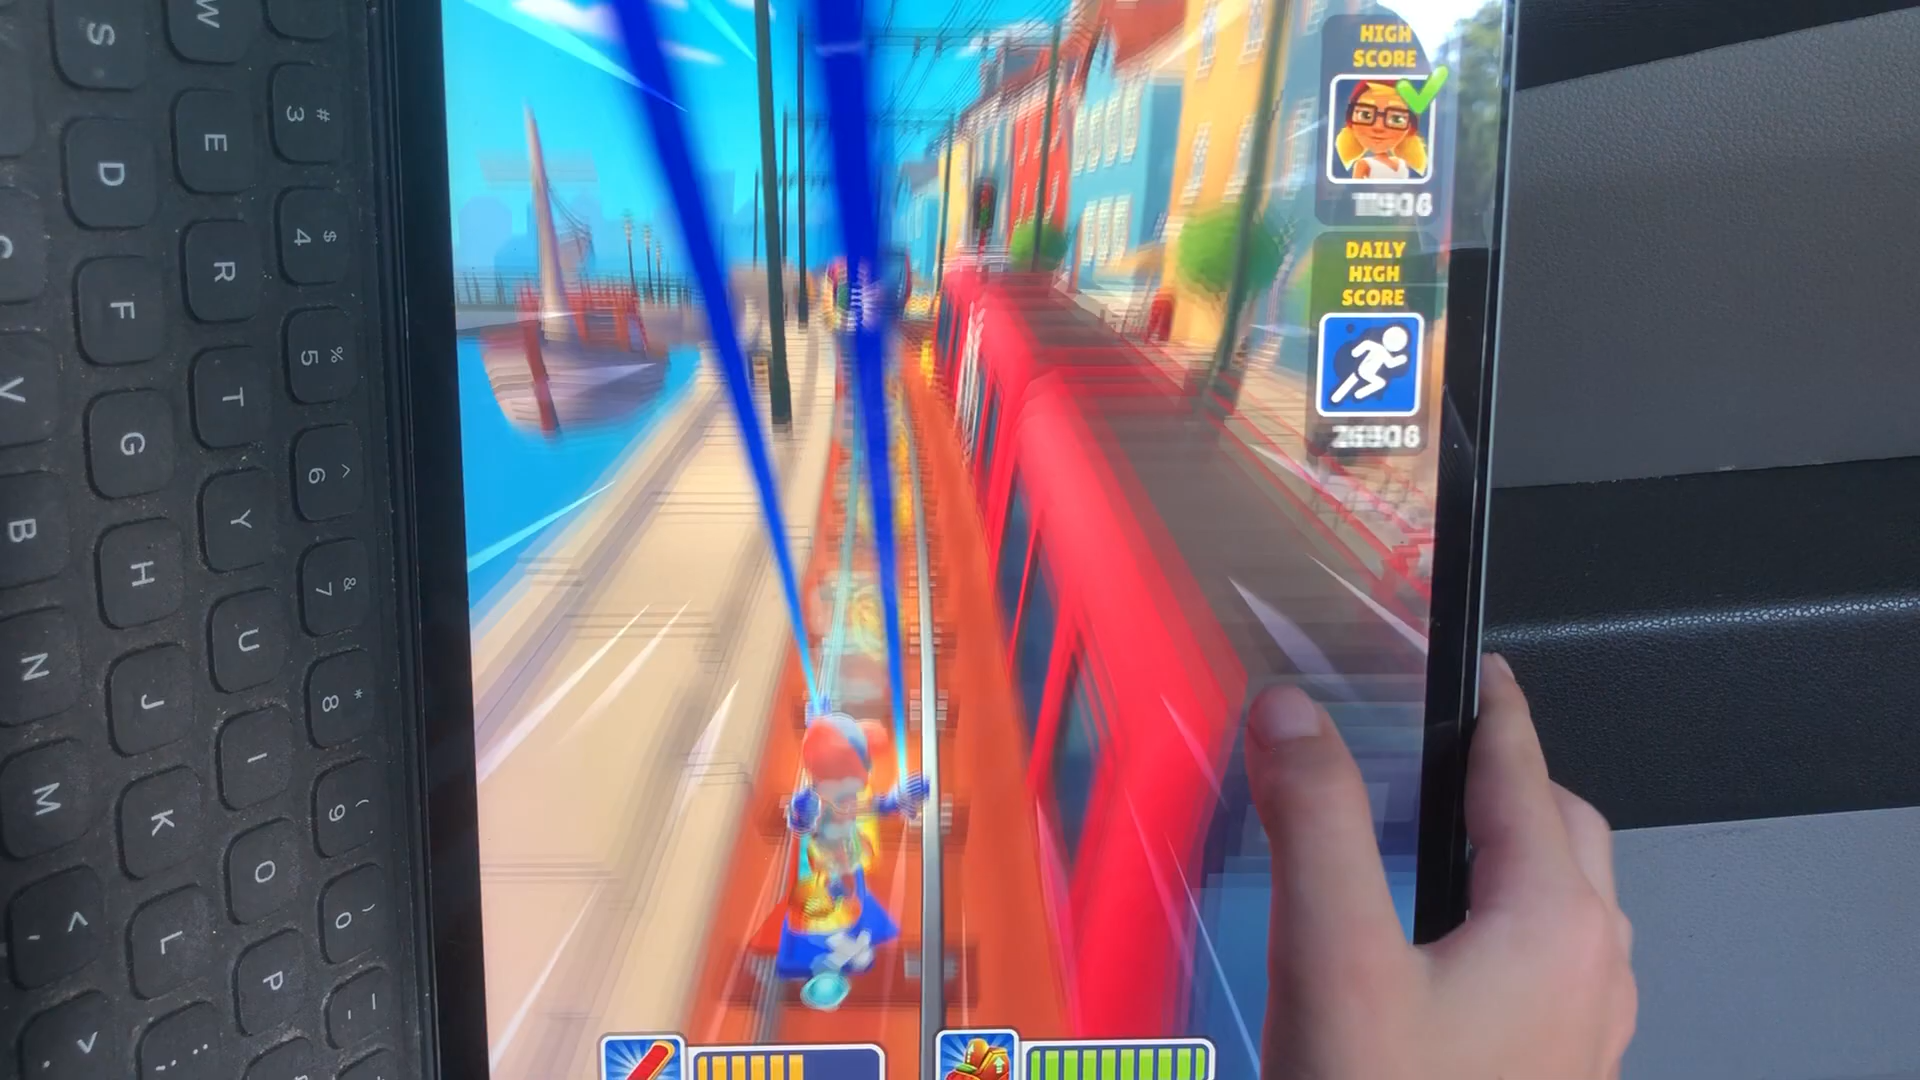 HIGH
SCORE
DAILY
HIGH
SCORE
W
S
# 3
E
D
$ 4
R
F
C
% 5
T
G
V
^ 6
Y
H
B
& 7
U
J
N
* 8
I
K
M
( 9
O
L
<
) 0
P
>